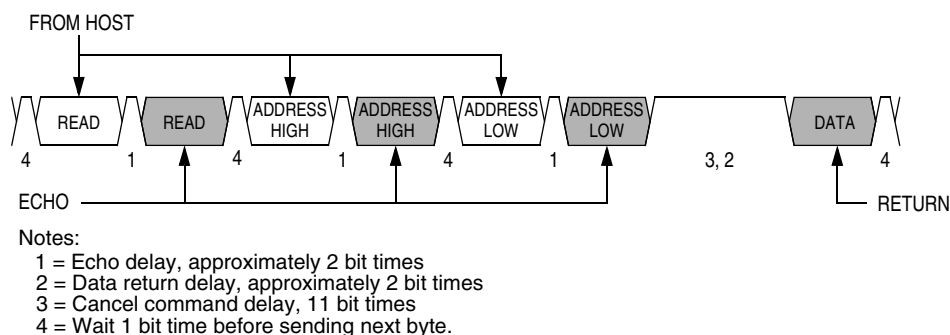 FROM HOST
READ
READ
ADDRESS
HIGH
ADDRESS
HIGH
ADDRESS
LOW
ADDRESS
LOW
DATA
4
1
4
1
4
1
3, 2
4
ECHO
RETURN
Notes:
1 = Echo delay, approximately 2 bit times
2 = Data return delay, approximately 2 bit times
3 = Cancel command delay, 11 bit times
4 = Wait 1 bit time before sending next byte.